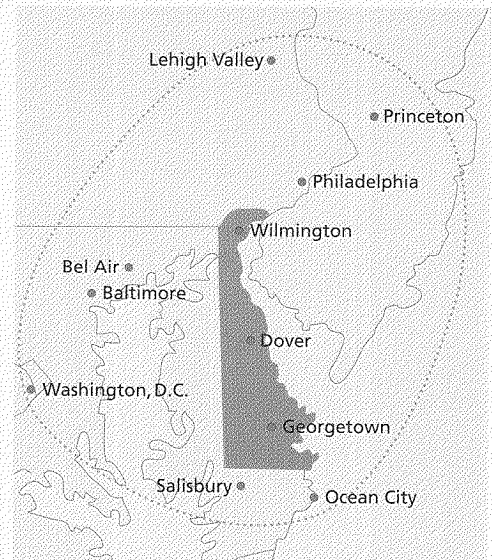 Lehigh Valley
Princeton
Philadelphia
Wilmington
Bel Air
Baltimore
Dover
Washington, D.C.
Georgetown
Salisbury
Ocean City